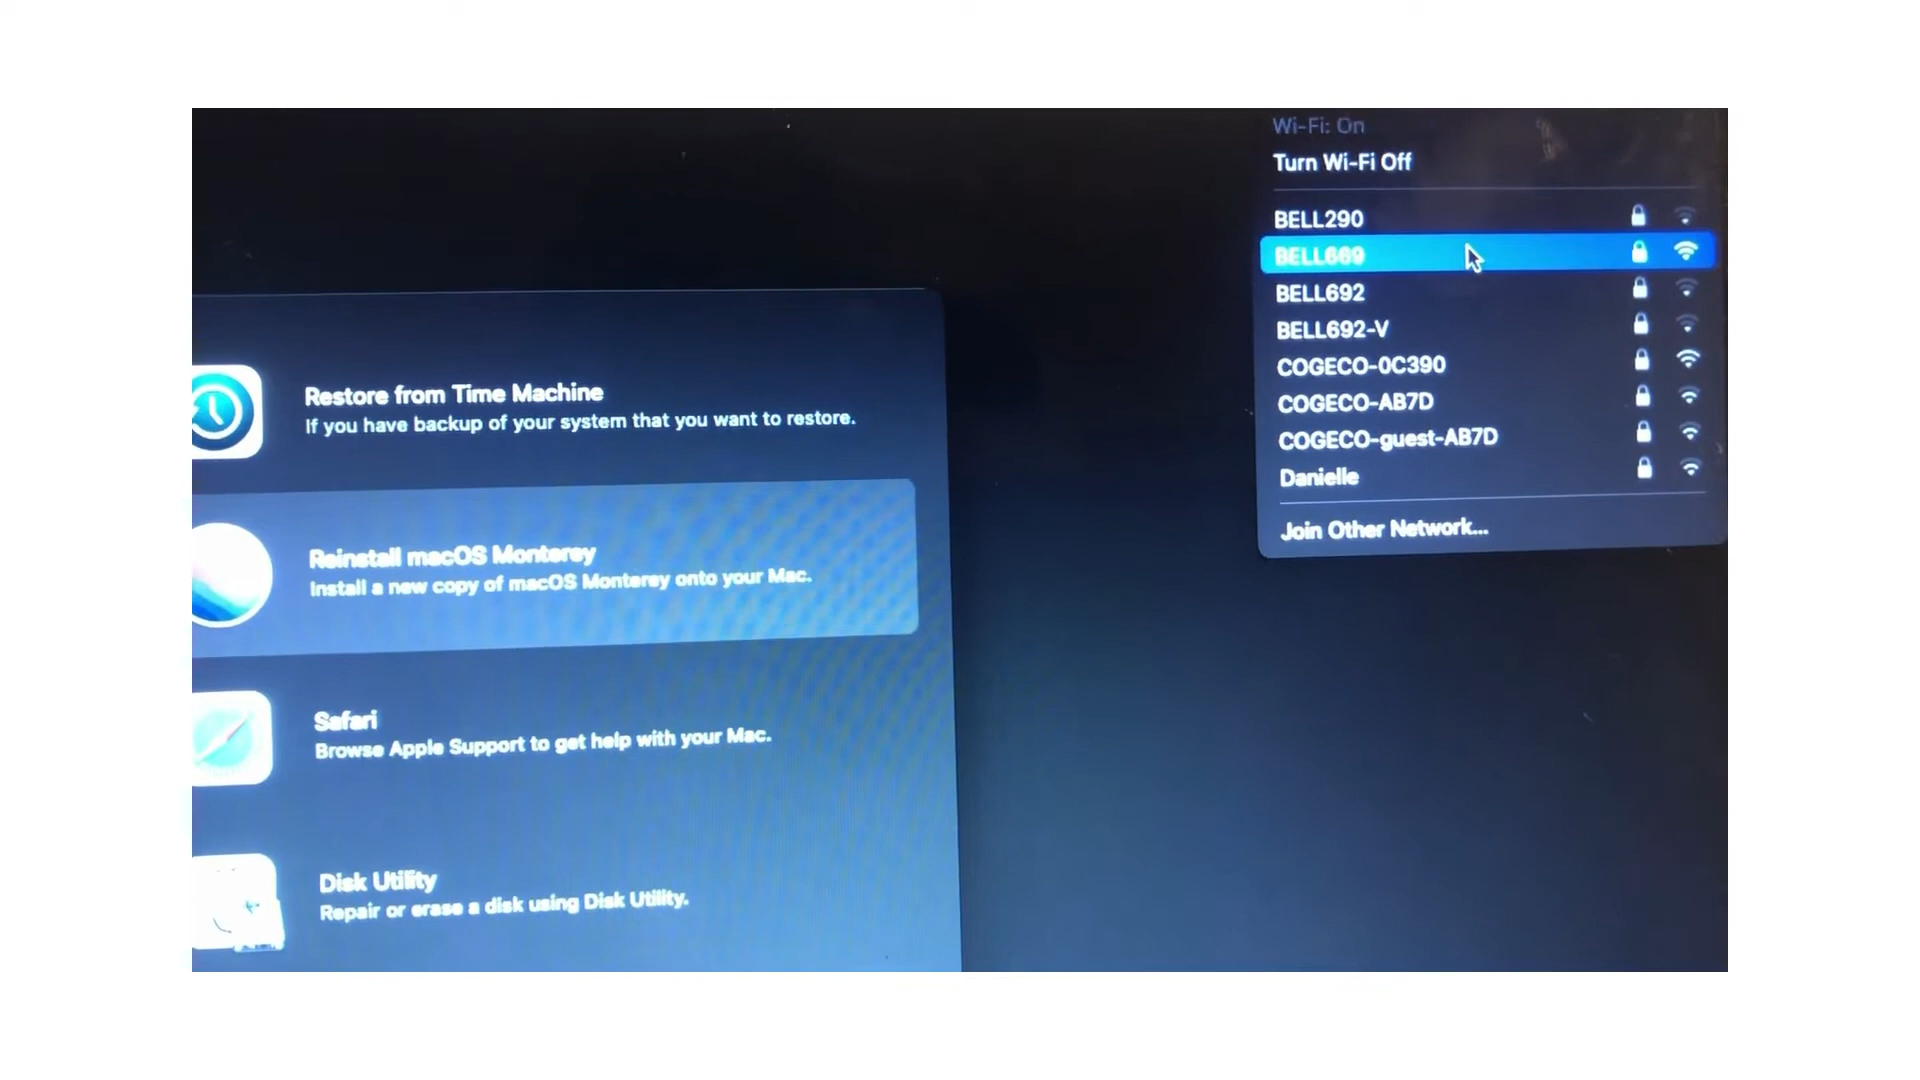 Wi-Fi: On
Turn Wi-Fi Off
BELL290
BELL669
BELL692
BELL692-V
COGECO-0C390
COGECO-AB7D
COGECO-guest-AB7D
Danielle
Join Other Network...
Restore from Time Machine
If you have backup of your system that you want to restore.
Reinstall macOS Monterey
Install a new copy of macOS Monterey onto your Mac.
Safari
Browse Apple Support to get help with your Mac.
Disk Utility
Repair or erase a disk using Disk Utility.